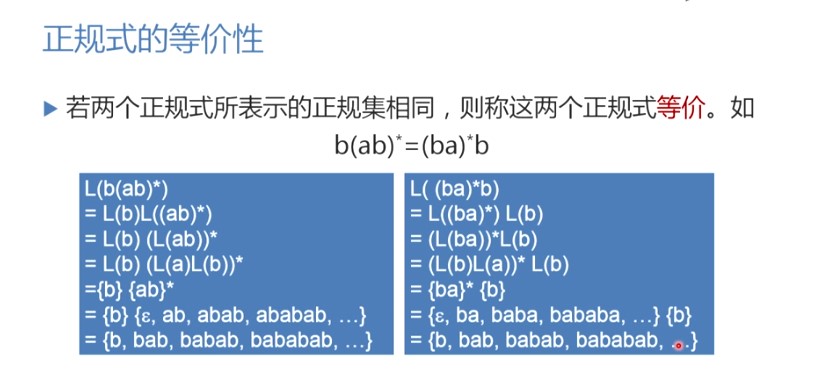 正规式的等价性
若两个正规式所表示的正规集相同，则称这两个正规式等价。如
b(ab)*=(ba)*b
L(b(ab)*)
= L(b)L((ab)*)
= L(b) (L(ab))*
= L(b) (L(a)L(b))*
={b} {ab}*
= {b} {ε, ab, abab, ababab, …}
= {b, bab, babab, bababab, …}
L( (ba)*b)
= L((ba)*) L(b)
= (L(ba))*L(b)
= (L(b)L(a))* L(b)
= {ba}* {b}
= {ε, ba, baba, bababa, …} {b}
= {b, bab, babab, bababab, …}